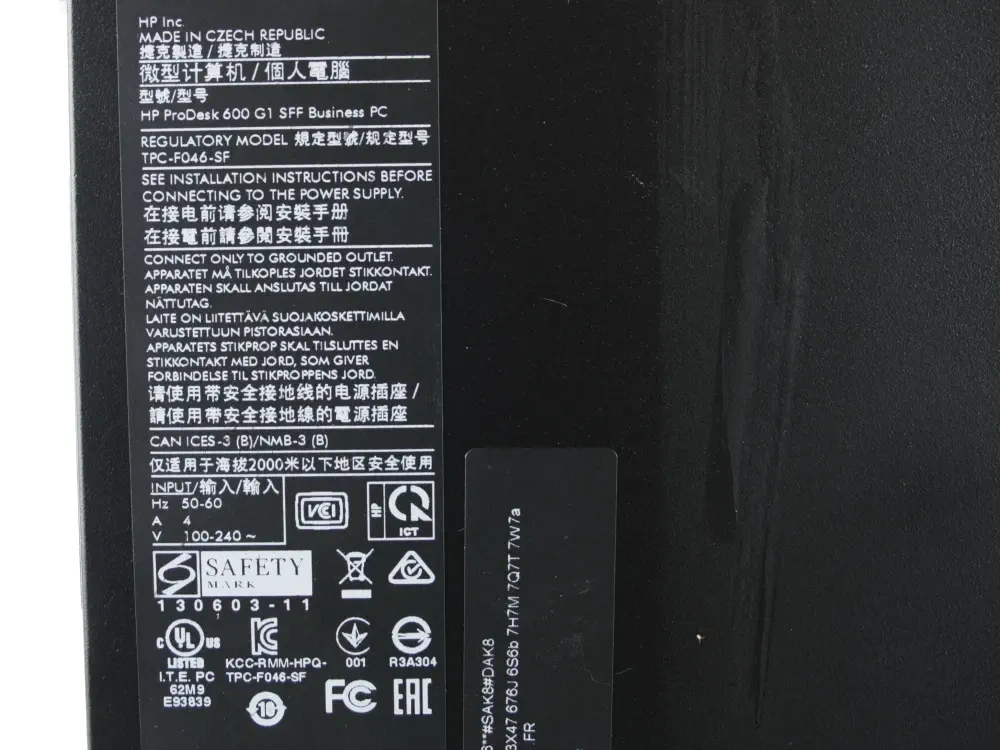 HP Inc.
MADE IN CZECH REPUBLIC
捷克製造 / 捷克制造
微型计算机 / 個人電腦
型號/型号
HP ProDesk 600 G1 SFF Business PC
REGULATORY MODEL 規定型號/规定型号
TPC-F046-SF
SEE INSTALLATION INSTRUCTIONS BEFORE
CONNECTING TO THE POWER SUPPLY.
在接电前请参阅安装手册
在接電前請參閱安裝手冊
CONNECT ONLY TO GROUNDED OUTLET.
APPARATET MÅ TILKOPLES JORDET STIKKONTAKT.
APPARATEN SKALL ANSLUTAS TILL JORDAT
NÄTTUTAG.
LAITE ON LIITETTÄVÄ SUOJAKOSKETTIMILLA
VARUSTETTUUN PISTORASIAAN.
APPARATETS STIKPROP SKAL TILSLUTTES EN
STIKKONTAKT MED JORD, SOM GIVER
FORBINDELSE TIL STIKPROPPENS JORD.
请使用带安全接地线的电源插座 /
請使用帶安全接地線的電源插座
CAN ICES-3 (B)/NMB-3 (B)
仅适用于海拔2000米以下地区安全使用
INPUT/输入/輸入
Hz 50-60
A 4
V 100-240 ~
VCI
HP
ICT
SAFETY
MARK
130603-11
c UL us
LISTED
I.T.E. PC
62M9
E93839
KC
KCC-RMM-HPQ-
TPC-F046-SF
001
R3A304
10
FC
EAC
#SAK8#DAK8
3X47 676J 6S6b 7H7M 7Q7T 7W7a
.FR